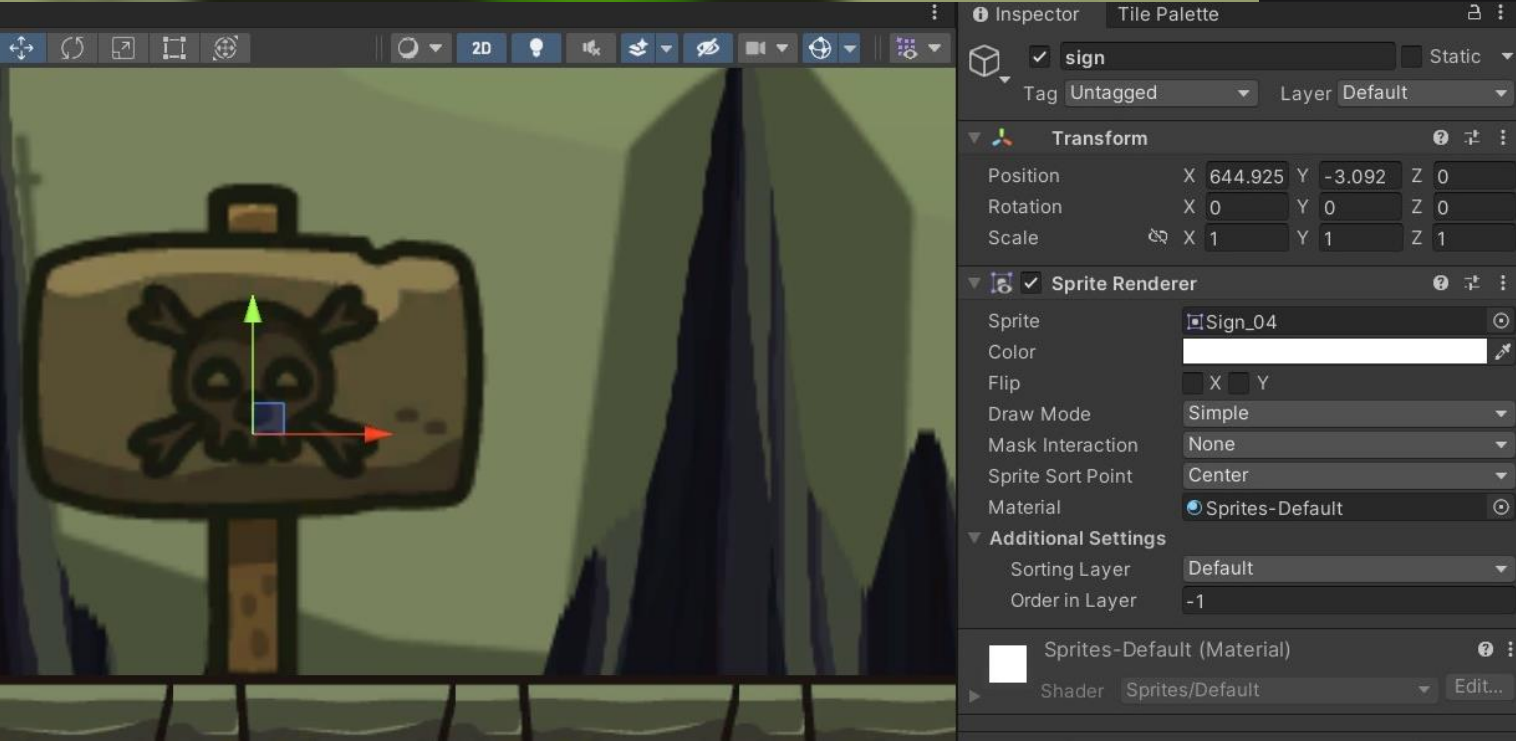 Inspector Tile Palette
2D
sign Static
Tag Untagged Layer Default
Transform
Position X 644.925 Y -3.092 Z 0
Rotation X 0 Y 0 Z 0
Scale X 1 Y 1 Z 1
Sprite Renderer
Sprite Sign_04
Color
Flip X Y
Draw Mode Simple
Mask Interaction None
Sprite Sort Point Center
Material Sprites-Default
Additional Settings
Sorting Layer Default
Order in Layer -1
Sprites-Default (Material)
Shader Sprites/Default Edit...